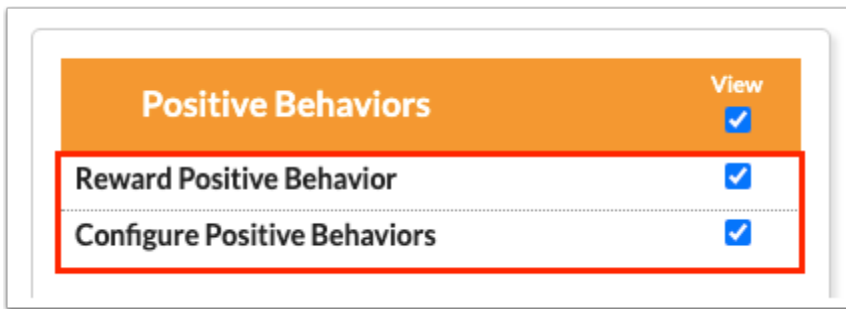 Positive Behaviors
View
Reward Positive Behavior
Configure Positive Behaviors